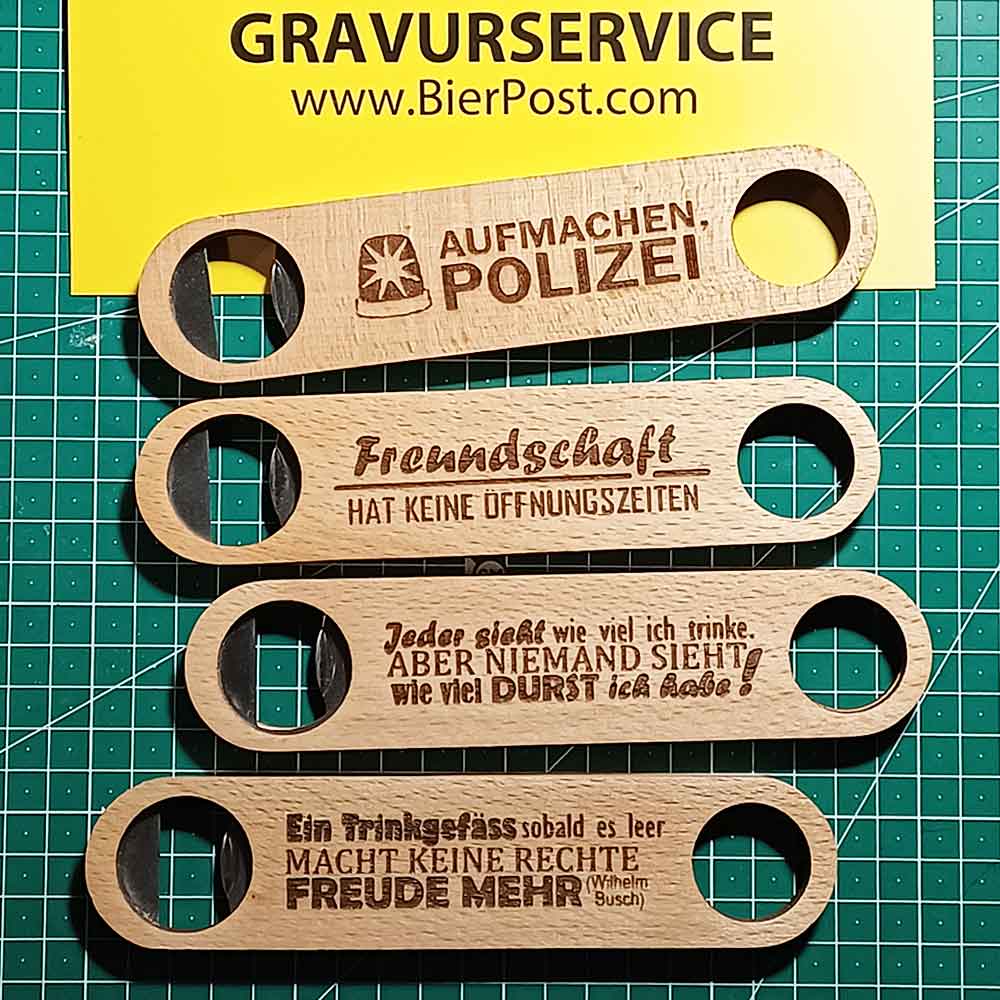 GRAVURSERVICE
www.BierPost.com
AUFMACHEN,
POLIZEI
Freundschaft
HAT KEINE ÖFFNUNGSZEITEN
Jeder sieht wie viel ich trinke.
ABER NIEMAND SIEHT,
wie viel DURST ich habe!
Ein Trinkgefäss sobald es leer
MACHT KEINE RECHTE
FREUDE MEHR (Wilhelm
Busch)